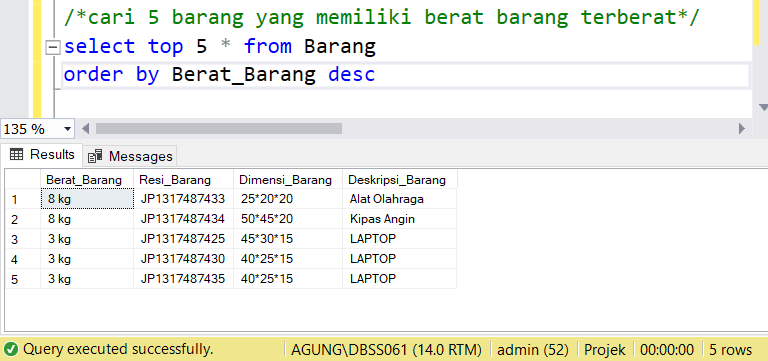 /*cari 5 barang yang memiliki berat barang terberat*/
select top 5 * from Barang
order by Berat_Barang desc
135 %
Results Messages
Berat_Barang Resi_Barang Dimensi_Barang Deskripsi_Barang
1 8 kg JP1317487433 25*20*20 Alat Olahraga
2 8 kg JP1317487434 50*45*20 Kipas Angin
3 3 kg JP1317487425 45*30*15 LAPTOP
4 3 kg JP1317487430 40*25*15 LAPTOP
5 3 kg JP1317487435 40*25*15 LAPTOP
Query executed successfully. AGUNG\DBSS061 (14.0 RTM) admin (52) Projek 00:00:00 5 rows